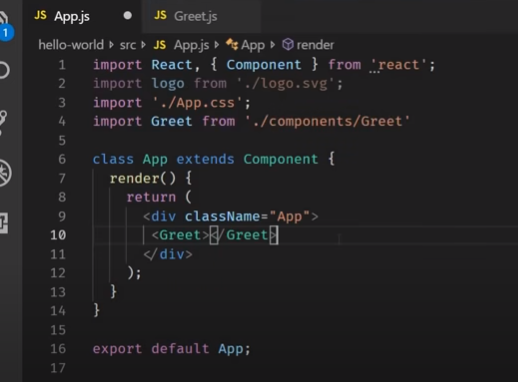 JS App.js ● JS Greet.js
1
hello-world > src > JS App.js > App > render
1 import React, { Component } from 'react';
2 import logo from './logo.svg';
3 import './App.css';
4 import Greet from './components/Greet'
5
6 class App extends Component {
7 render() {
8 return (
9 <div className="App">
10 <Greet></Greet>
11 </div>
12 );
13 }
14 }
15
16 export default App;
17